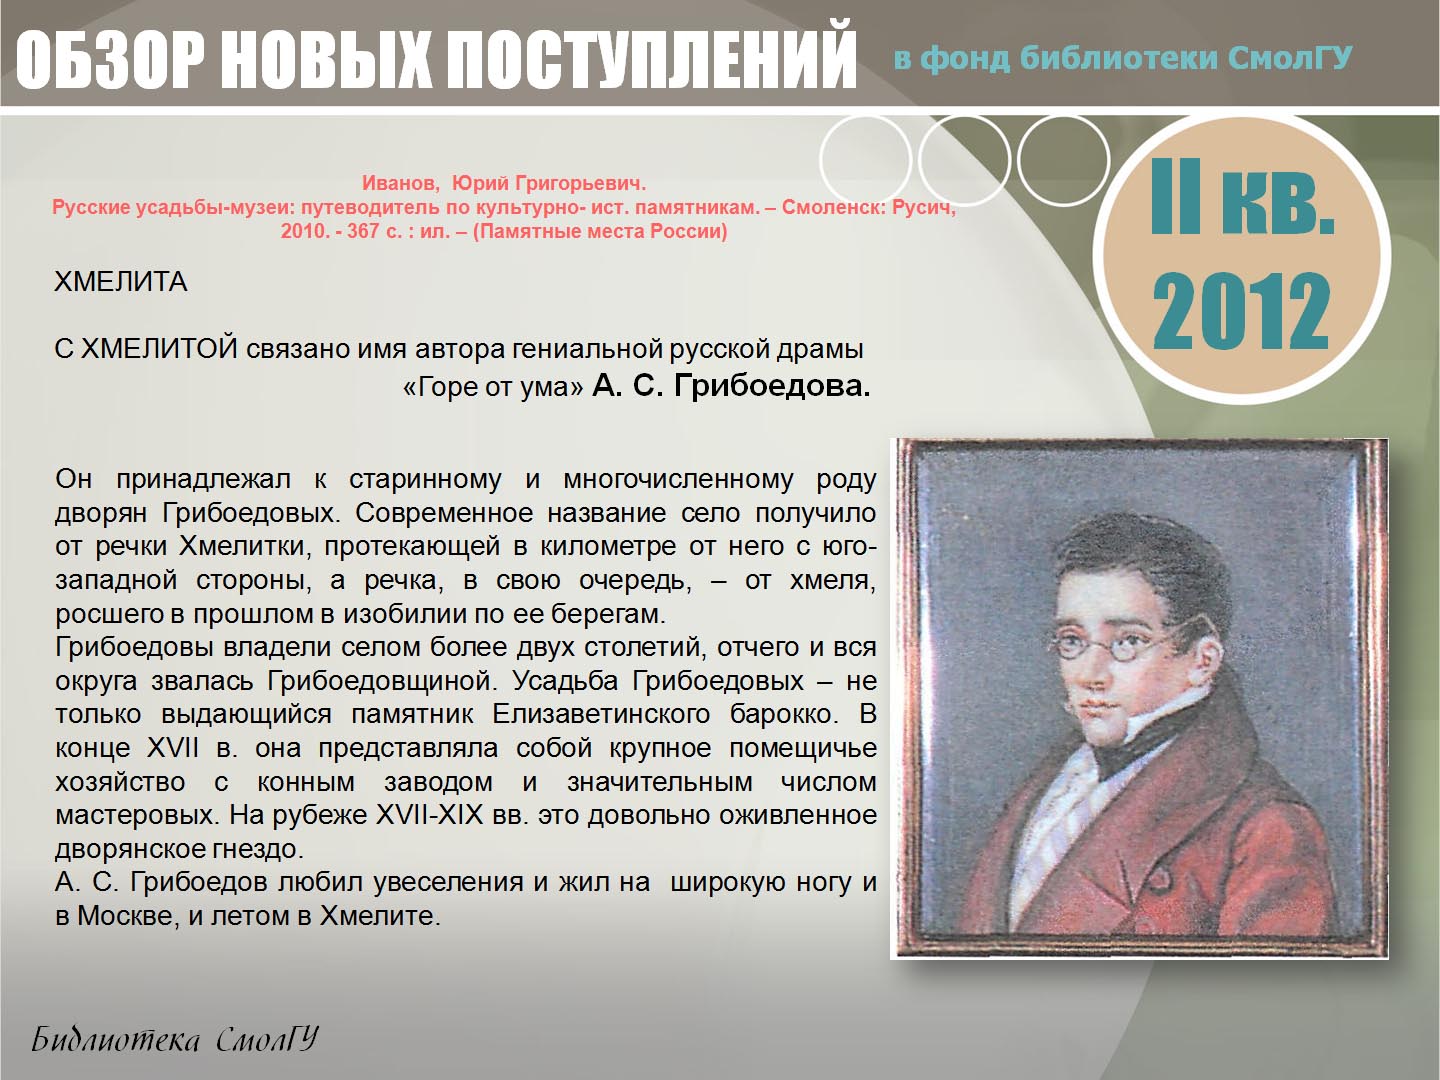 ОБЗОР НОВЫХ ПОСТУПЛЕНИЙ
в фонд библиотеки СмолГУ
II кв.
2012
Иванов, Юрий Григорьевич.
Русские усадьбы-музеи: путеводитель по культурно- ист. памятникам. – Смоленск: Русич,
2010. - 367 с. : ил. – (Памятные места России)
ХМЕЛИТА
С ХМЕЛИТОЙ связано имя автора гениальной русской драмы
«Горе от ума» А. С. Грибоедова.
Он принадлежал к старинному и многочисленному роду
дворян Грибоедовых. Современное название село получило
от речки Хмелитки, протекающей в километре от него с юго-
западной стороны, а речка, в свою очередь, – от хмеля,
росшего в прошлом в изобилии по ее берегам.
Грибоедовы владели селом более двух столетий, отчего и вся
округа звалась Грибоедовщиной. Усадьба Грибоедовых – не
только выдающийся памятник Елизаветинского барокко. В
конце XVII в. она представляла собой крупное помещичье
хозяйство с конным заводом и значительным числом
мастеровых. На рубеже XVII-XIX вв. это довольно оживленное
дворянское гнездо.
А. С. Грибоедов любил увеселения и жил на широкую ногу и
в Москве, и летом в Хмелите.
Библиотека СмолГУ